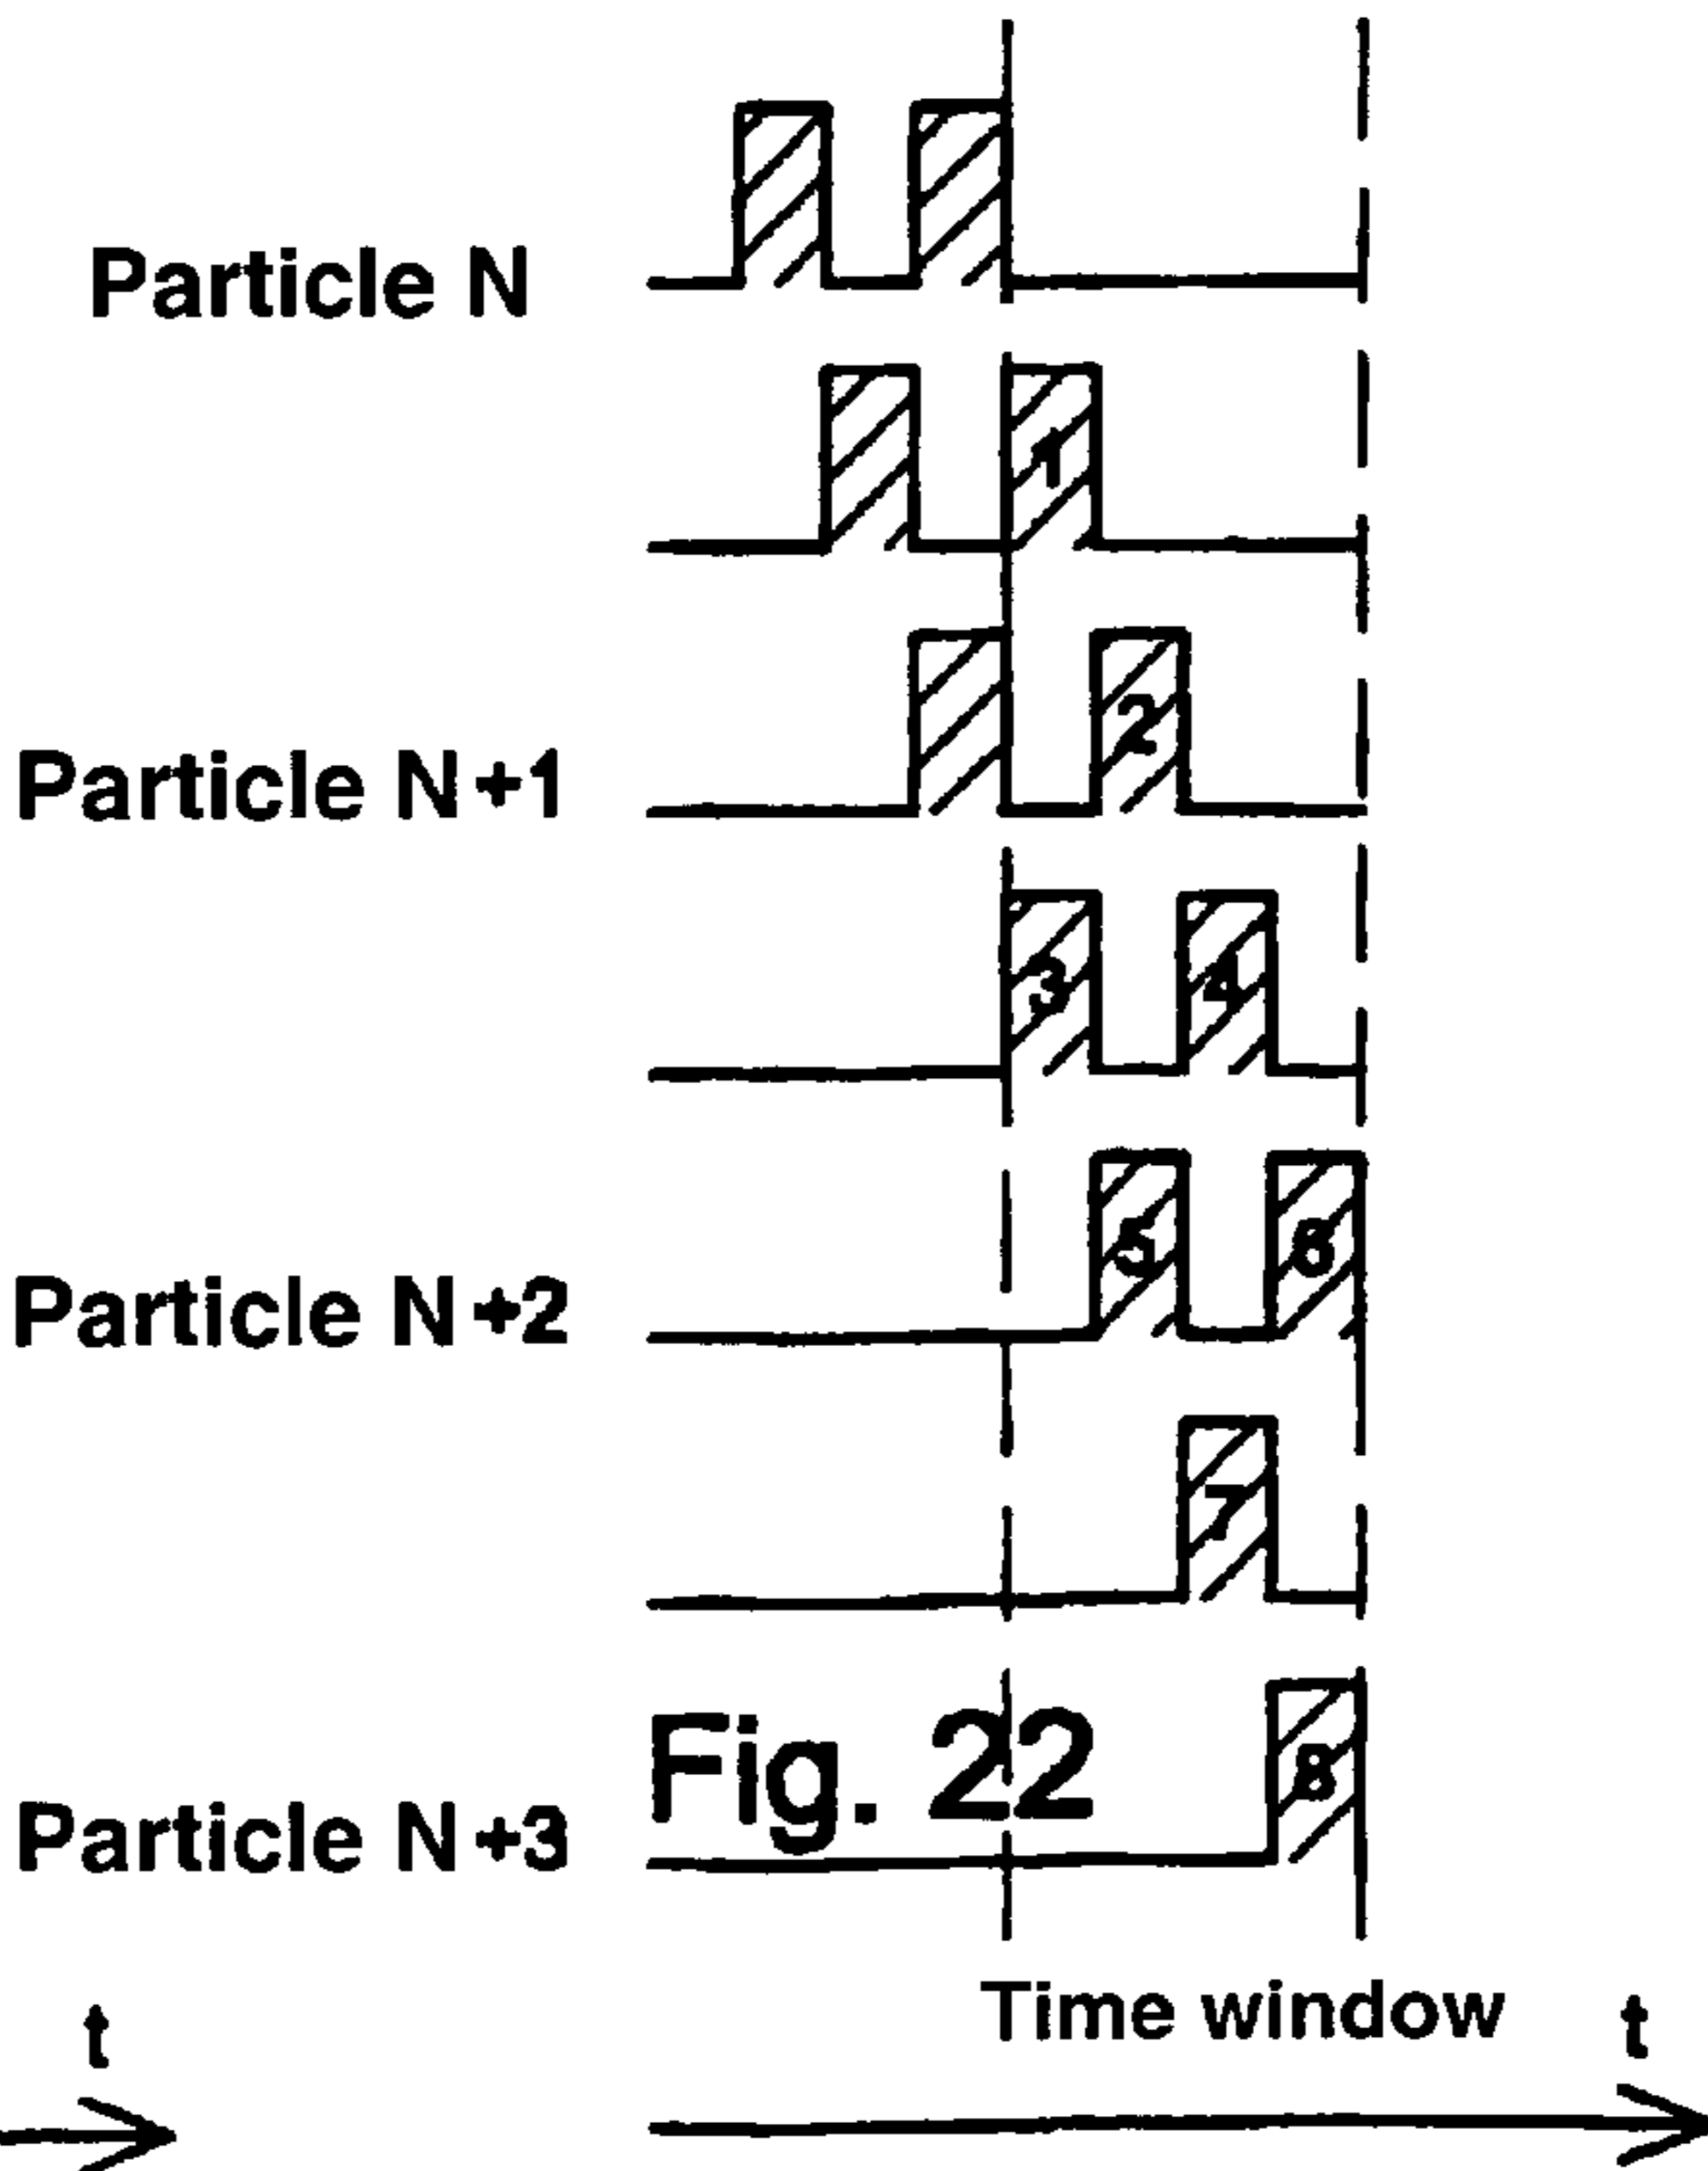 Particle N
1
Particle N+1
2
3
4
Particle N+2
5
6
7
Particle N+3
Fig. 22
8
Time window
t
t